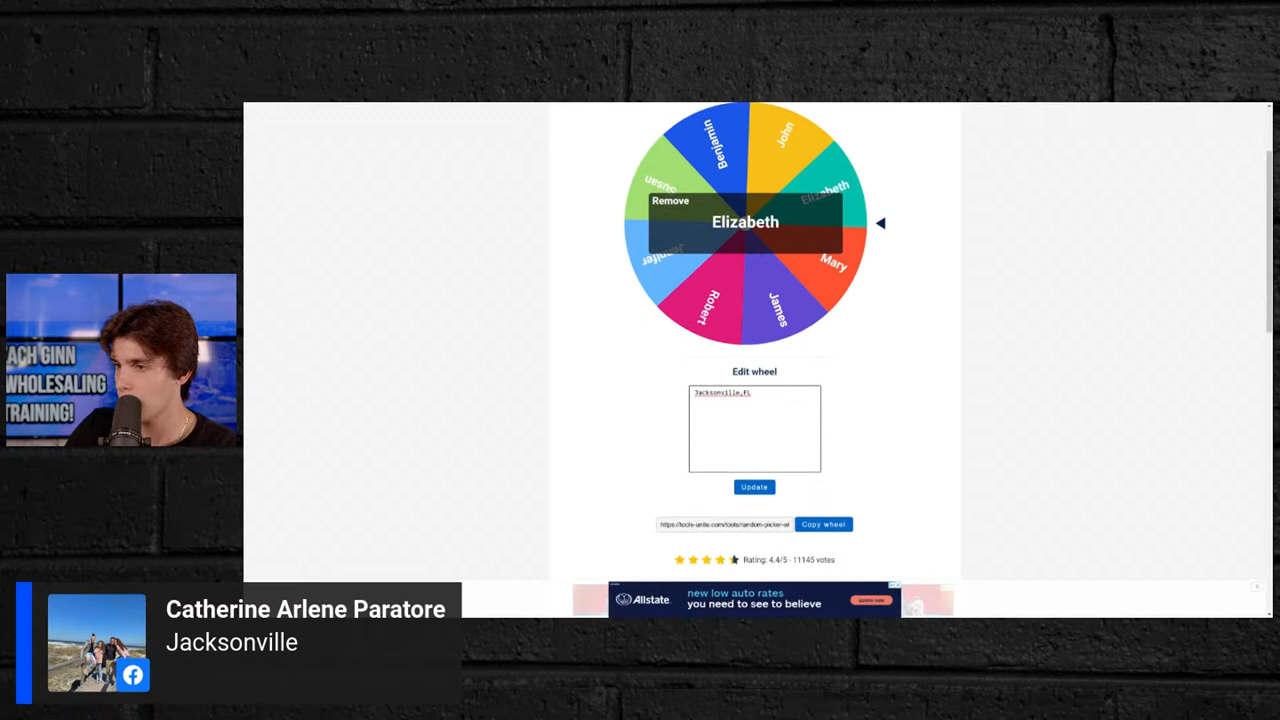 Benjamin
John
Susan
Elizabeth
Remove
Elizabeth
Jennifer
Mary
Robert
James
ACH GINN
WHOLESALING
TRAINING!
Edit wheel
Jacksonville,FL
Update
https://tools-unite.com/tools/random-picker-wh
Copy wheel
Rating: 4.4/5 - 11145 votes
Allstate.
new low auto rates
you need to see to believe
Catherine Arlene Paratore
Jacksonville